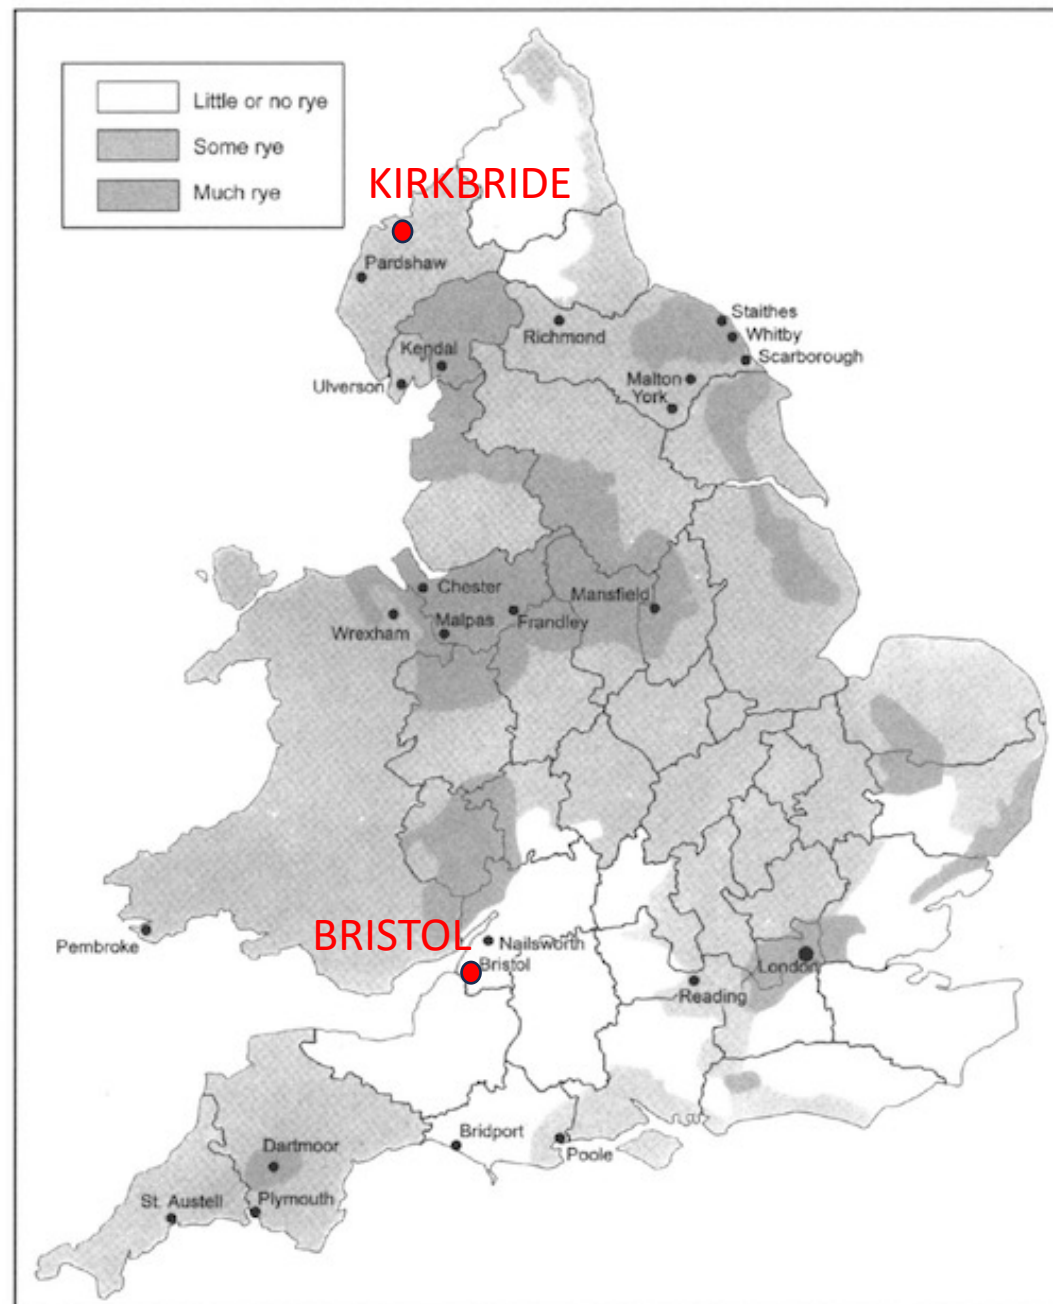 Little or no rye
Some rye
Much rye
KIRKBRIDE
Pardshaw
Staithes
Richmond
Whitby
Kendal
Scarborough
Ulverson
Malton
York
Chester
Mansfield
Wrexham
Malpas
Frandley
BRISTOL
Pembroke
Nailsworth
Bristol
London
Reading
Bridport
Dartmoor
Poole
St. Austell
Plymouth